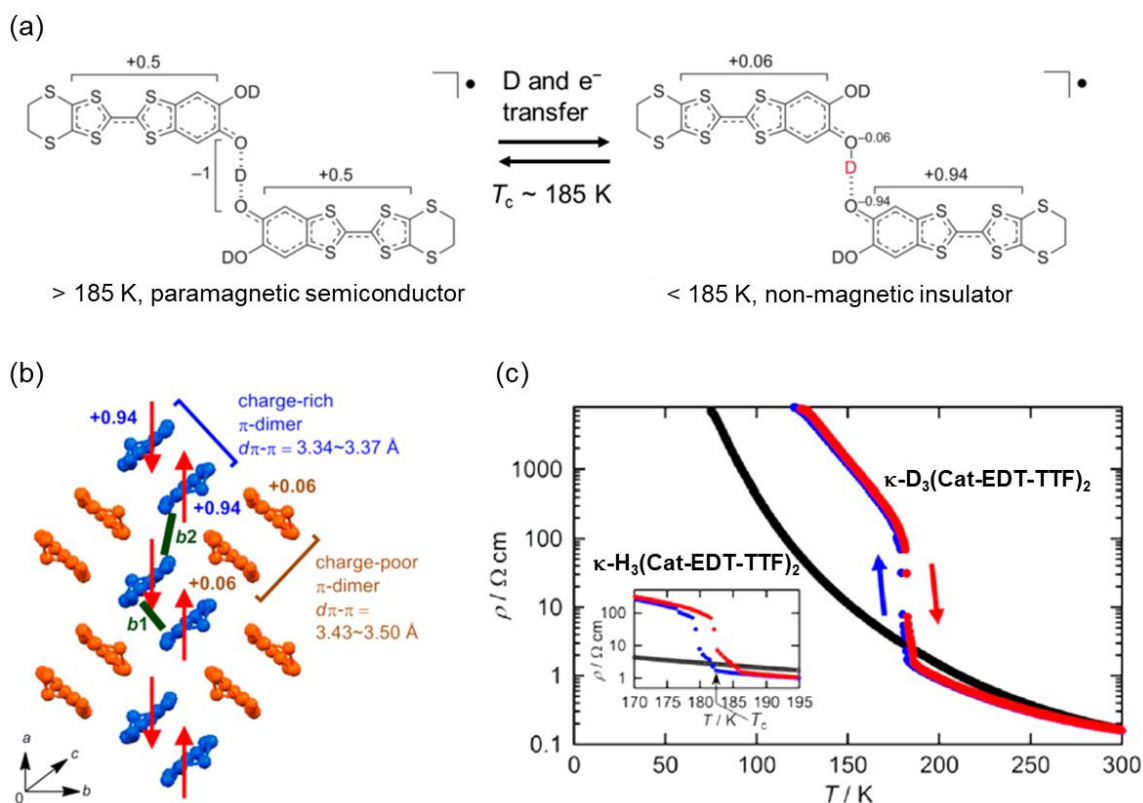 (a)
+0.5
]•
OD
S
S
S
S
S
S
O
D
–1
O
+0.5
DO
S
S
S
S
S
S
> 185 K, paramagnetic semiconductor
D and e⁻
transfer
Tc ~ 185 K
+0.06
]•
OD
S
S
S
S
S
S
O–0.06
D
O–0.94
+0.94
DO
S
S
S
S
S
S
< 185 K, non-magnetic insulator
(b)
+0.94
charge-rich
π-dimer
dπ-π = 3.34~3.37 Å
+0.94
+0.06
b2
+0.06
charge-poor
π-dimer
dπ-π =
3.43~3.50 Å
b1
a
c
0
b
(c)
ρ / Ω cm
1000
100
10
1
0.1
0
50
100
150
200
250
300
T / K
κ-D₃(Cat-EDT-TTF)₂
κ-H₃(Cat-EDT-TTF)₂
ρ / Ω cm
100
10
1
170 175 180 185 190 195
T / K
Tc